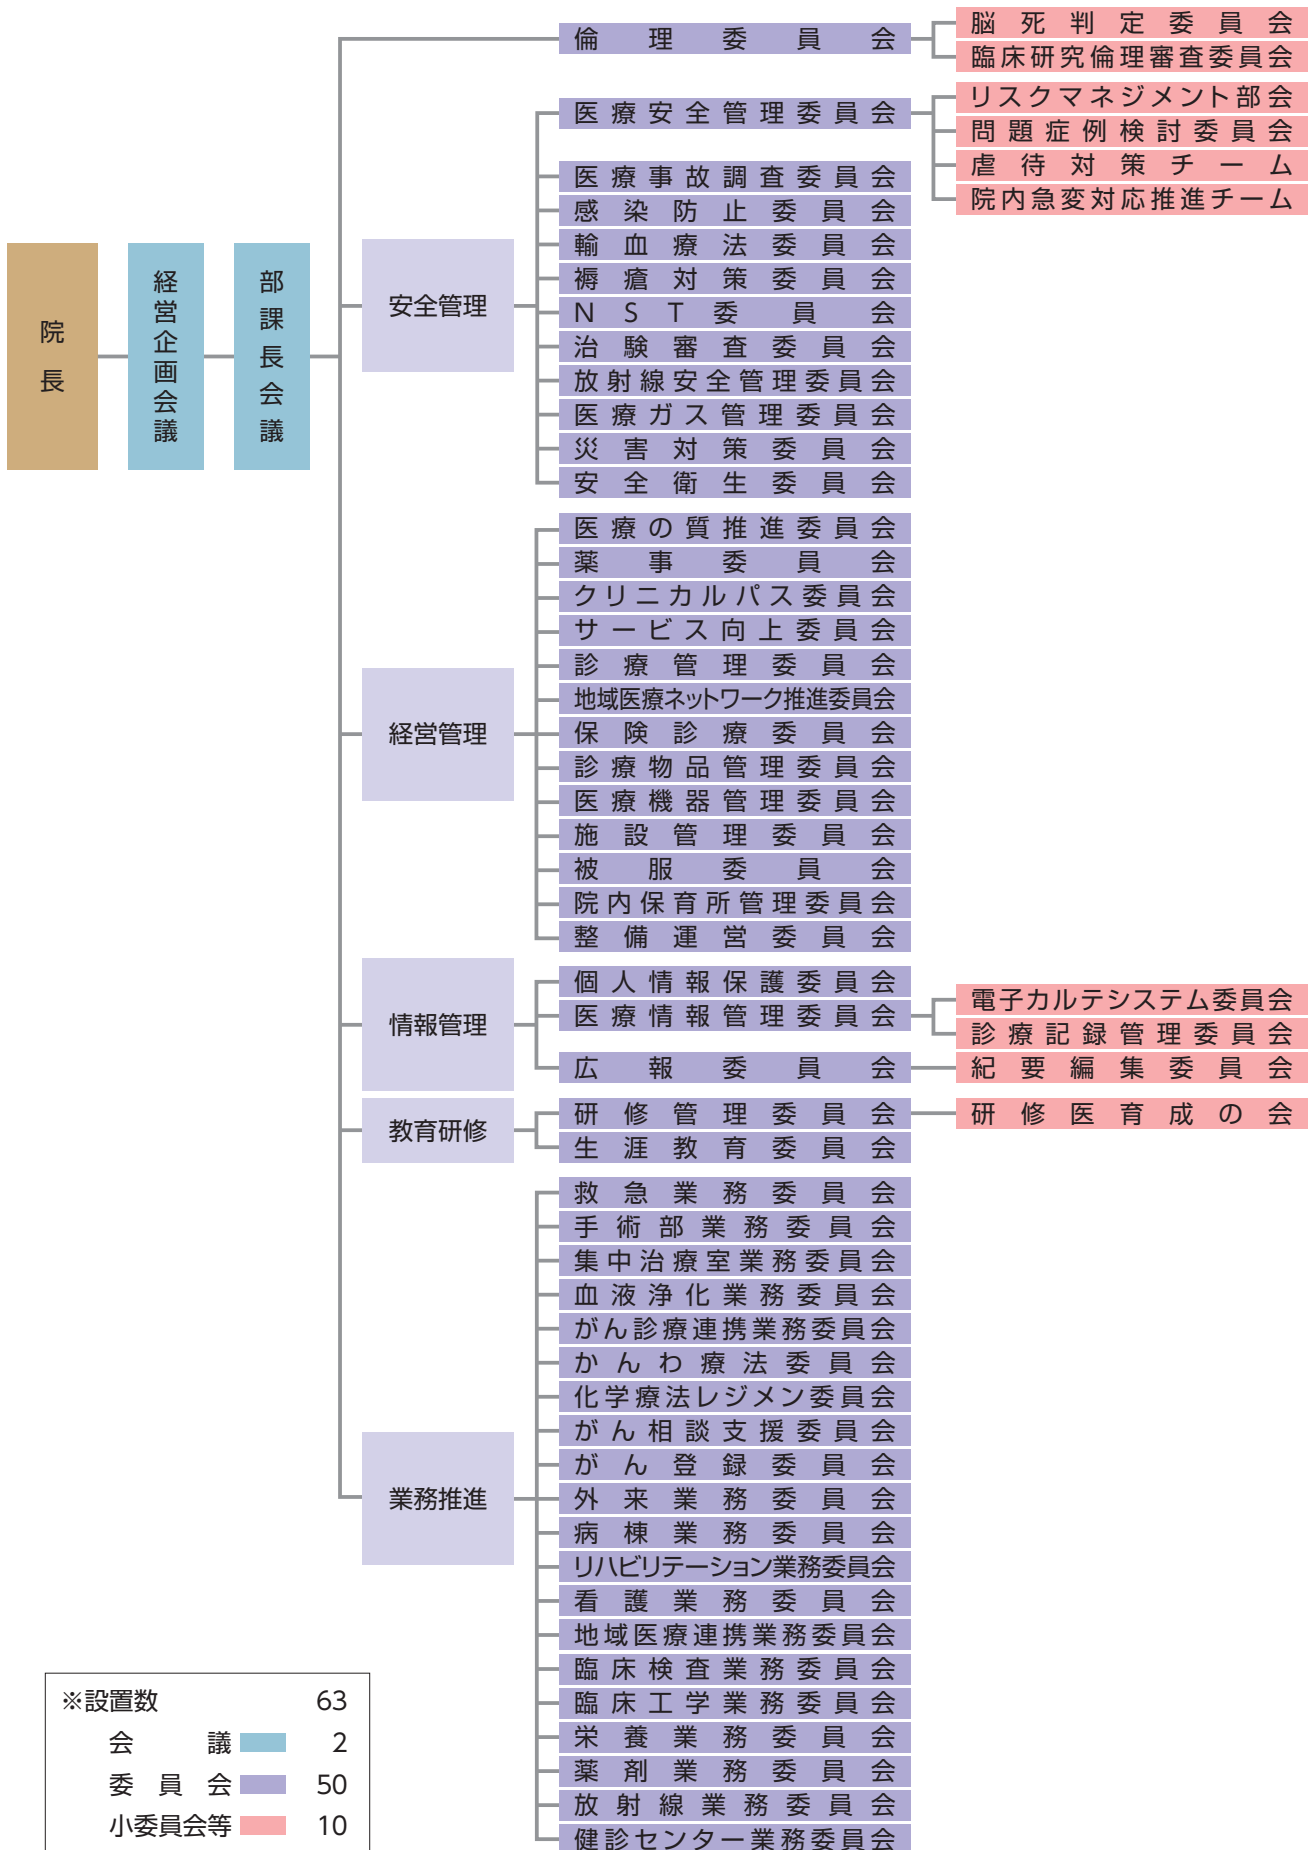 院長
経営企画会議
部課長会議
倫理委員会
脳死判定委員会
臨床研究倫理審査委員会
安全管理
医療安全管理委員会
リスクマネジメント部会
問題症例検討委員会
虐待対策チーム
院内急変対応推進チーム
医療事故調査委員会
感染防止委員会
輸血療法委員会
褥瘡対策委員会
NST委員会
治験審査委員会
放射線安全管理委員会
医療ガス管理委員会
災害対策委員会
安全衛生委員会
経営管理
医療の質推進委員会
薬事委員会
クリニカルパス委員会
サービス向上委員会
診療管理委員会
地域医療ネットワーク推進委員会
保険診療委員会
診療物品管理委員会
医療機器管理委員会
施設管理委員会
被服委員会
院内保育所管理委員会
整備運営委員会
情報管理
個人情報保護委員会
医療情報管理委員会
電子カルテシステム委員会
診療記録管理委員会
広報委員会
紀要編集委員会
教育研修
研修管理委員会
研修医育成の会
生涯教育委員会
業務推進
救急業務委員会
手術部業務委員会
集中治療室業務委員会
血液浄化業務委員会
がん診療連携業務委員会
かんわ療法委員会
化学療法レジメン委員会
がん相談支援委員会
がん登録委員会
外来業務委員会
病棟業務委員会
リハビリテーション業務委員会
看護業務委員会
地域医療連携業務委員会
臨床検査業務委員会
臨床工学業務委員会
栄養業務委員会
薬剤業務委員会
放射線業務委員会
健診センター業務委員会
※設置数 63
会議 2
委員会 50
小委員会等 10